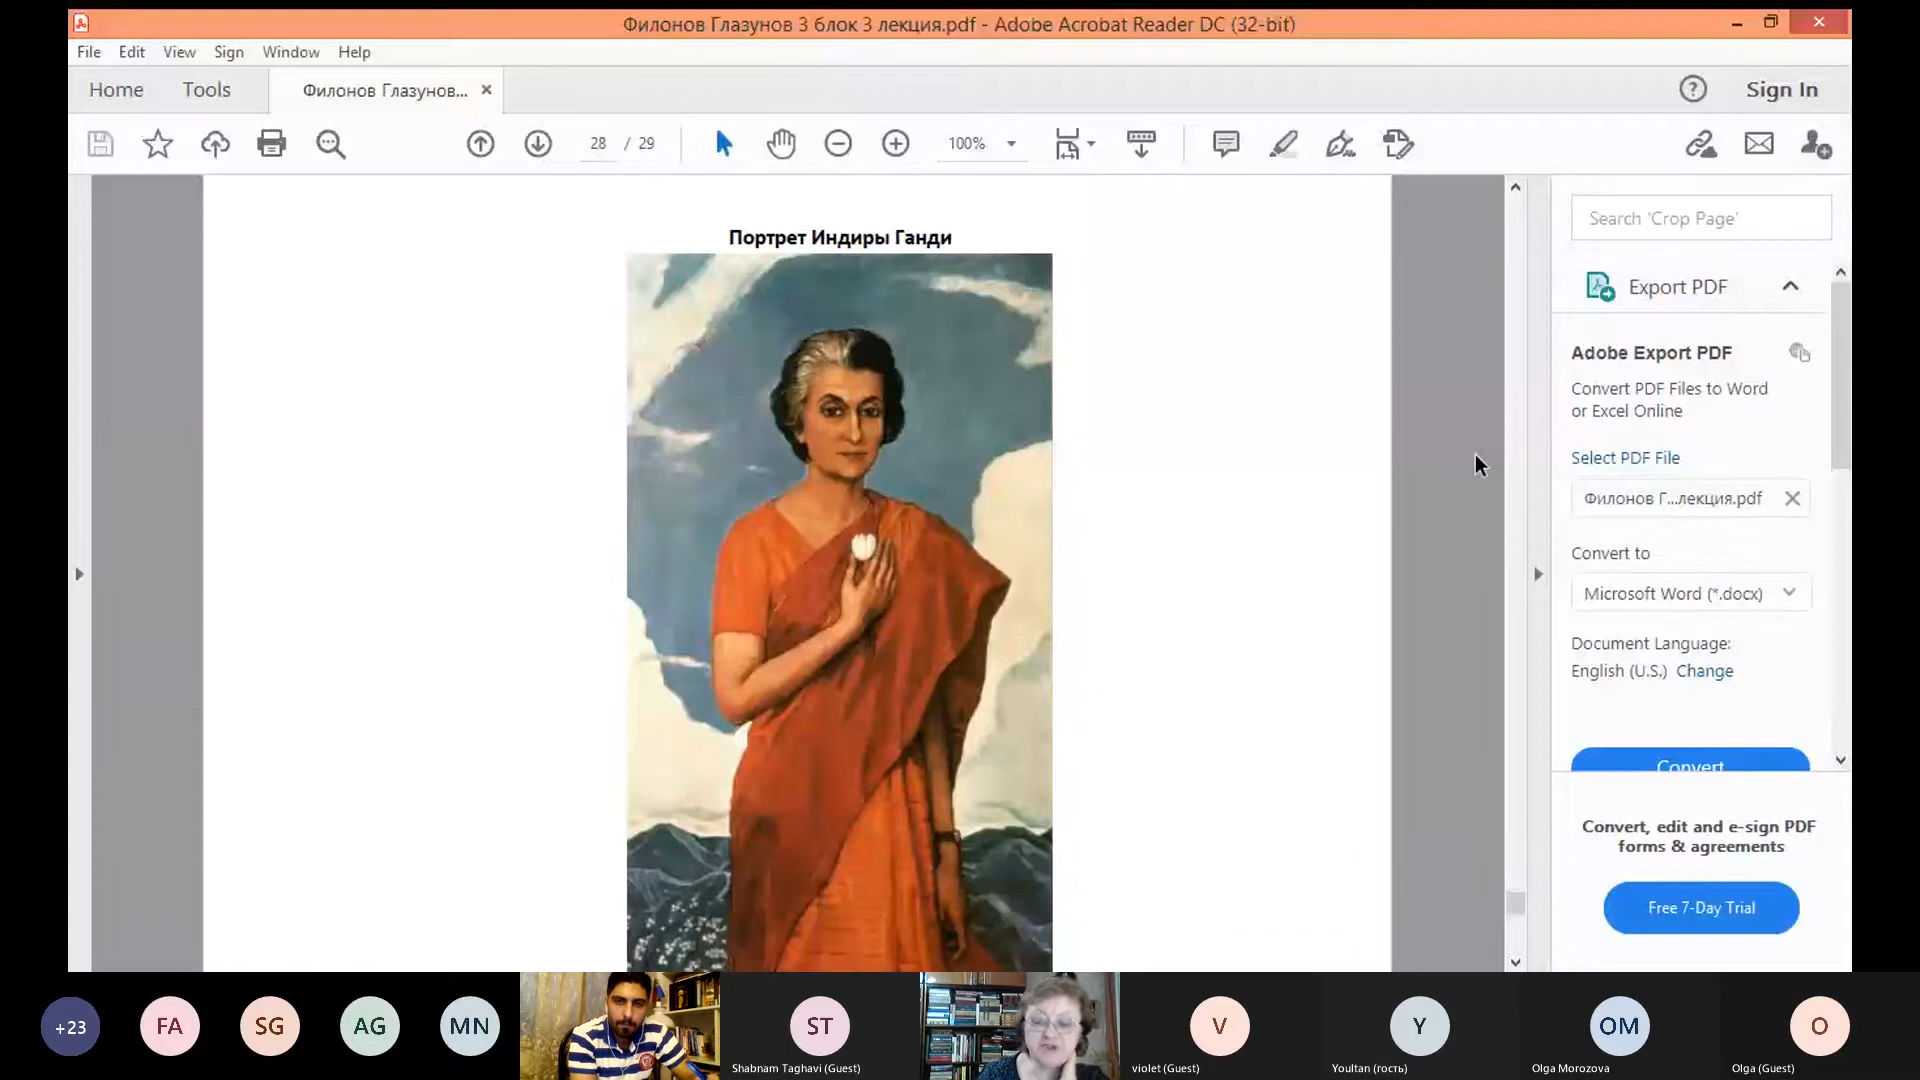 Филонов Глазунов 3 блок 3 лекция.pdf - Adobe Acrobat Reader DC (32-bit)
File Edit View Sign Window Help
Home Tools Филонов Глазунов... Sign In
28 / 29 100%
Портрет Индиры Ганди
Search 'Crop Page'
Export PDF
Adobe Export PDF
Convert PDF Files to Word
or Excel Online
Select PDF File
Филонов Г...лекция.pdf
Convert to
Microsoft Word (*.docx)
Document Language:
English (U.S.) Change
Convert
Convert, edit and e-sign PDF
forms & agreements
Free 7-Day Trial
+23 FA SG AG MN ST V Y OM O
Shabnam Taghavi (Guest) violet (Guest) Youltan (гость) Olga Morozova Olga (Guest)